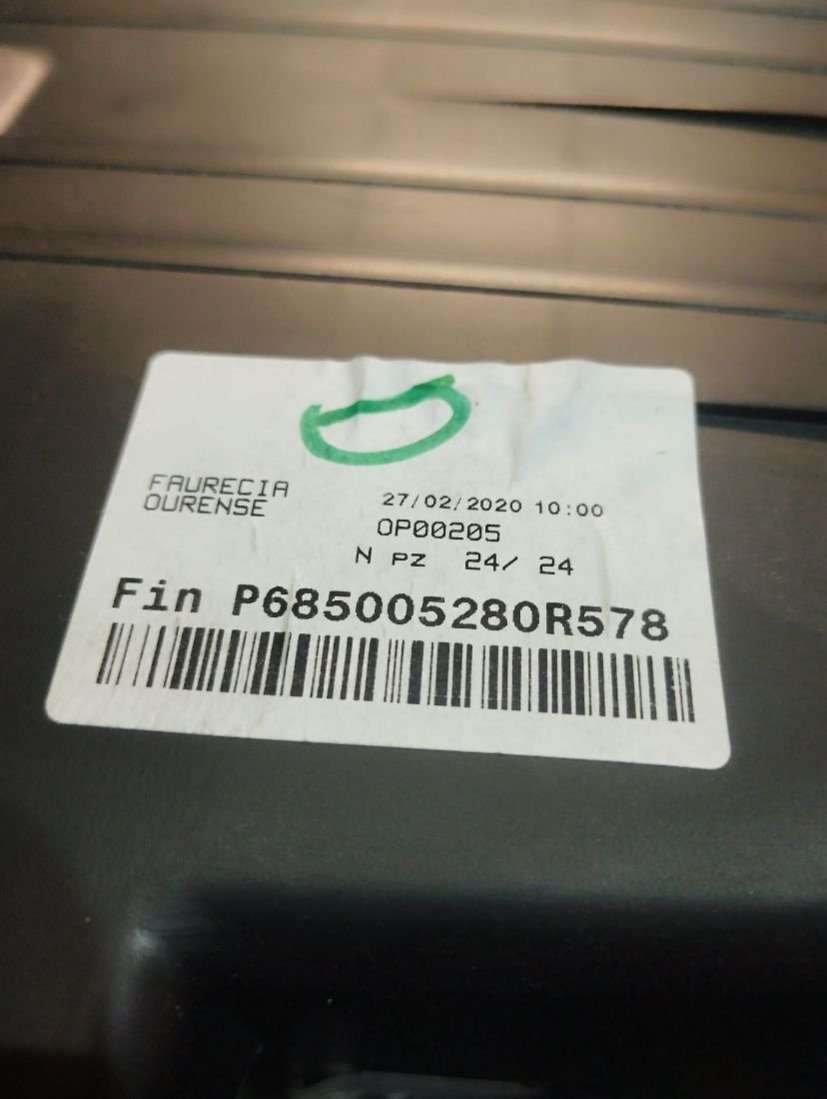 FAURECIA
OURENSE
27/02/2020 10:00
OP00205
N PZ 24/ 24
Fin P685005280R578